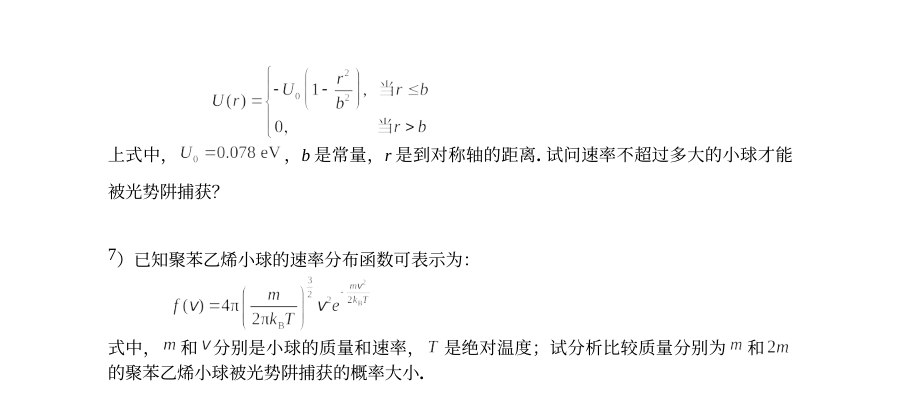 U(r)={-U₀(1-r²/b²), 当r≤b
0, 当r>b
上式中，U₀=0.078 eV，b 是常量，r 是到对称轴的距离. 试问速率不超过多大的小球才能
被光势阱捕获?
7）已知聚苯乙烯小球的速率分布函数可表示为:
f(v)=4π(m/2πk_BT)^{3/2} v²e^{-mv²/2k_BT}
式中，m 和 v 分别是小球的质量和速率，T 是绝对温度；试分析比较质量分别为 m 和 2m
的聚苯乙烯小球被光势阱捕获的概率大小.